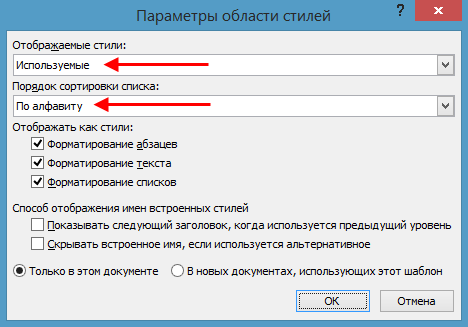 Параметры области стилей
?
Отображаемые стили:
Используемые
Порядок сортировки списка:
По алфавиту
Отображать как стили:
Форматирование абзацев
Форматирование текста
Форматирование списков
Способ отображения имен встроенных стилей
Показывать следующий заголовок, когда используется предыдущий уровень
Скрывать встроенное имя, если используется альтернативное
Только в этом документе В новых документах, использующих этот шаблон
ОК Отмена